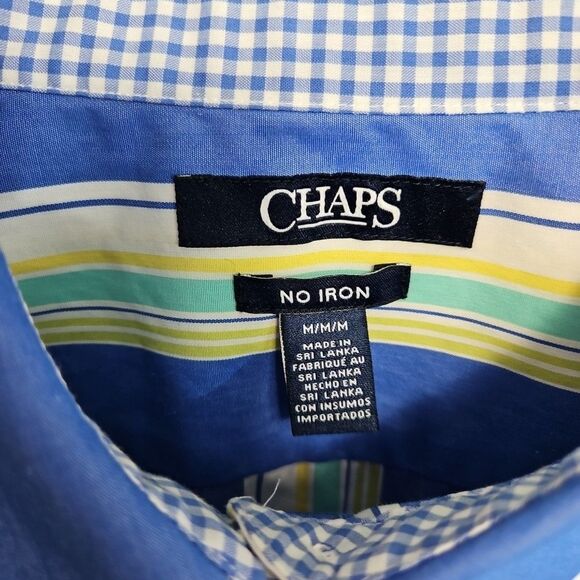 CHAPS
NO IRON
M/M/M
MADE IN
SRI LANKA
FABRIQUÉ AU
SRI LANKA
HECHO EN
SRI LANKA
CON INSUMOS
IMPORTADOS